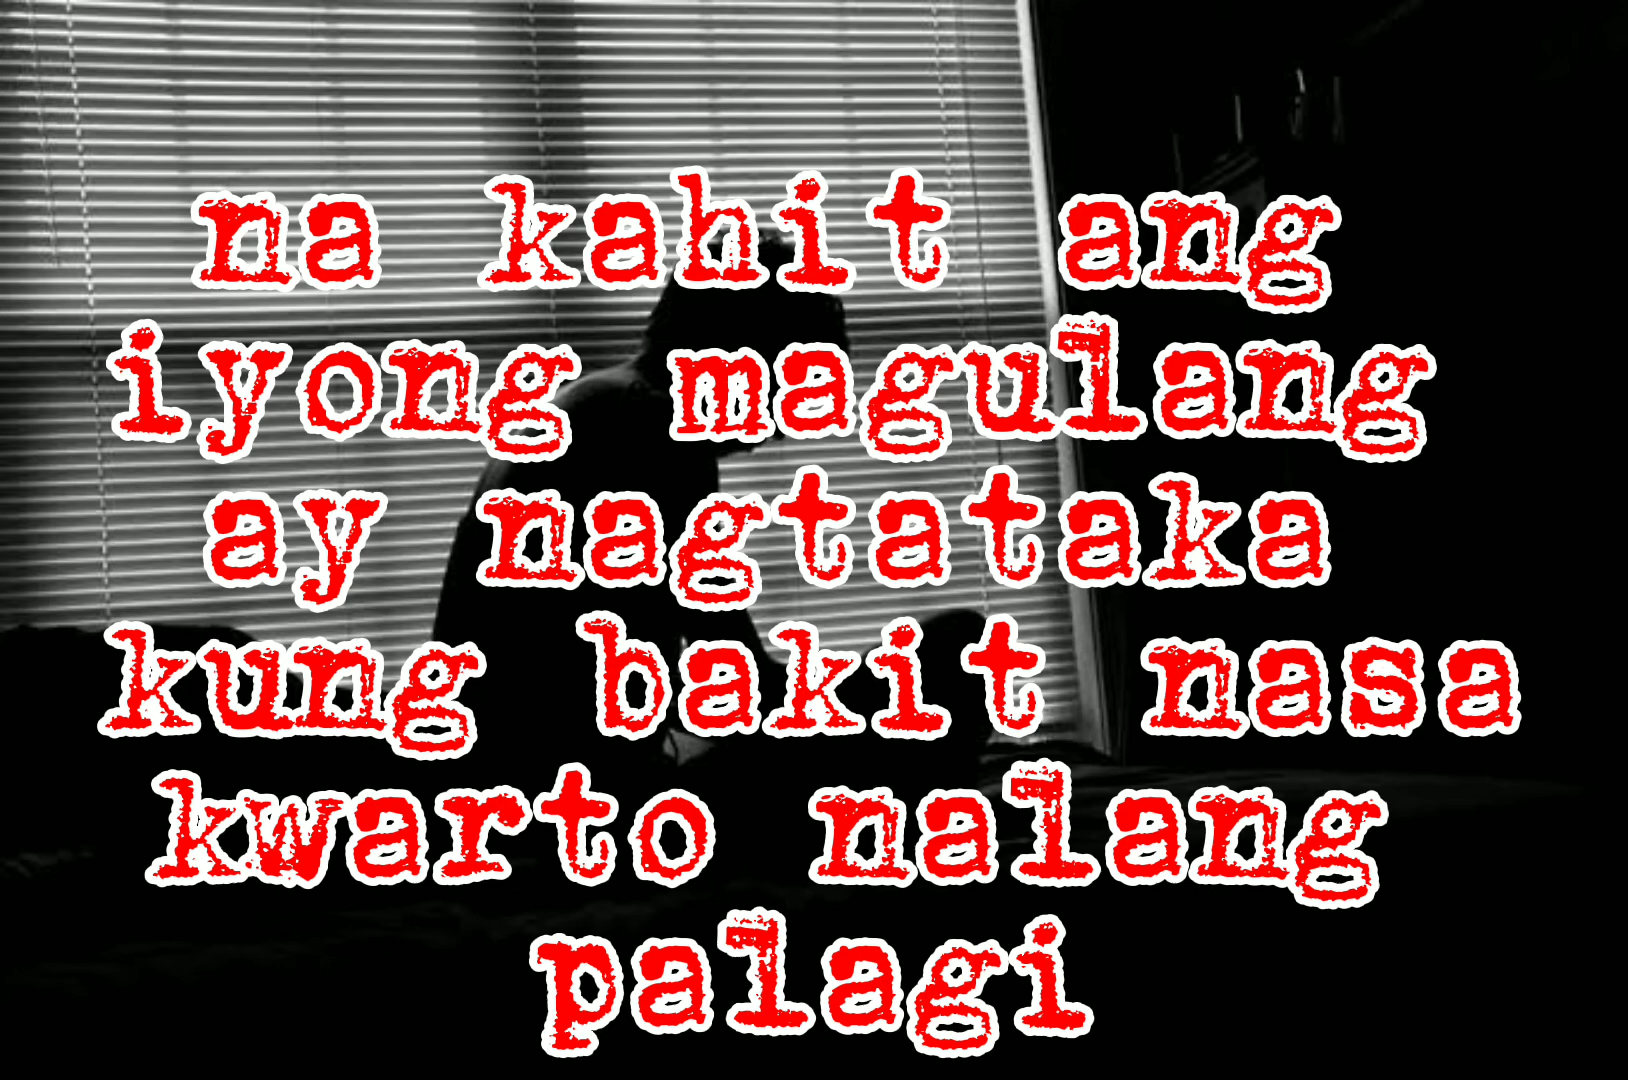 na kahit ang
iyong magulang
ay nagtataka
kung bakit nasa
kwarto nalang
palagi